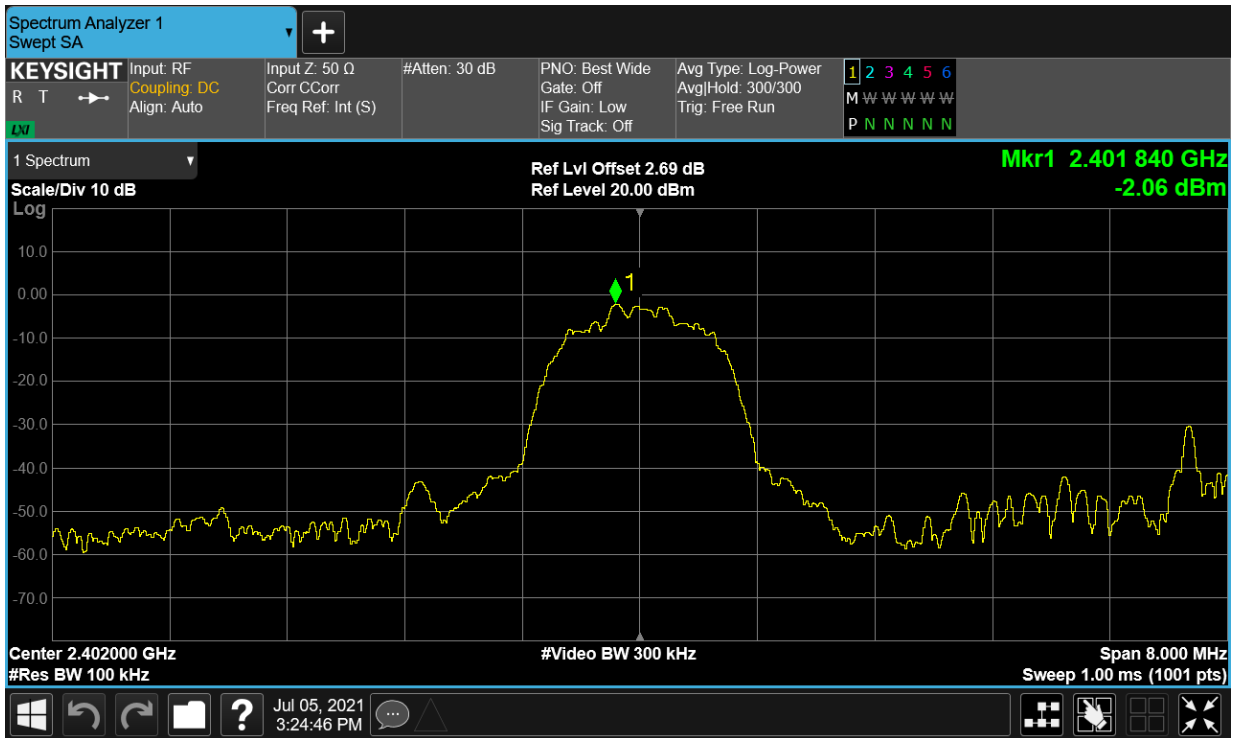 Spectrum Analyzer 1
Swept SA
KEYSIGHT
R T
LXI
Input: RF
Coupling: DC
Align: Auto
Input Z: 50 Ω
Corr CCorr
Freq Ref: Int (S)
#Atten: 30 dB
PNO: Best Wide
Gate: Off
IF Gain: Low
Sig Track: Off
Avg Type: Log-Power
Avg|Hold: 300/300
Trig: Free Run
1 2 3 4 5 6
M W W W W W
P N N N N N
1 Spectrum
Scale/Div 10 dB
Log
Ref Lvl Offset 2.69 dB
Ref Level 20.00 dBm
Mkr1 2.401 840 GHz
-2.06 dBm
10.0
0.00
-10.0
-20.0
-30.0
-40.0
-50.0
-60.0
-70.0
1
Center 2.402000 GHz
#Res BW 100 kHz
#Video BW 300 kHz
Span 8.000 MHz
Sweep 1.00 ms (1001 pts)
?
Jul 05, 2021
3:24:46 PM